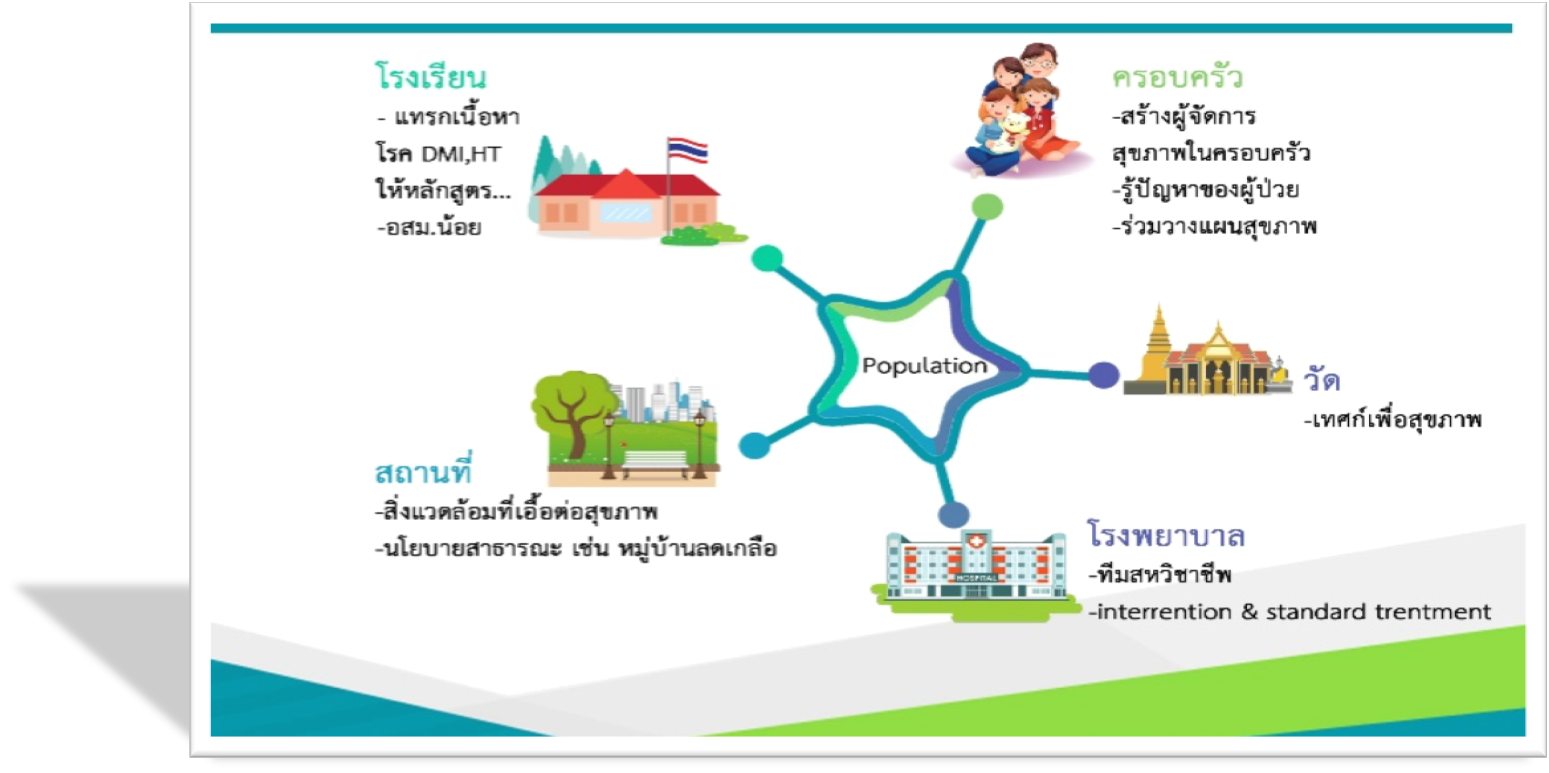 โรงเรียน
- แทรกเนื้อหา
โรค DMI,HT
ให้หลักสูตร...
-อสม.น้อย
ครอบครัว
-สร้างผู้จัดการ
สุขภาพในครอบครัว
-รู้ปัญหาของผู้ป่วย
-ร่วมวางแผนสุขภาพ
Population
วัด
-เทศก์เพื่อสุขภาพ
สถานที่
-สิ่งแวดล้อมที่เอื้อต่อสุขภาพ
-นโยบายสาธารณะ เช่น หมู่บ้านลดเกลือ
HOSPITAL
โรงพยาบาล
-ทีมสหวิชาชีพ
-interrention & standard trentment